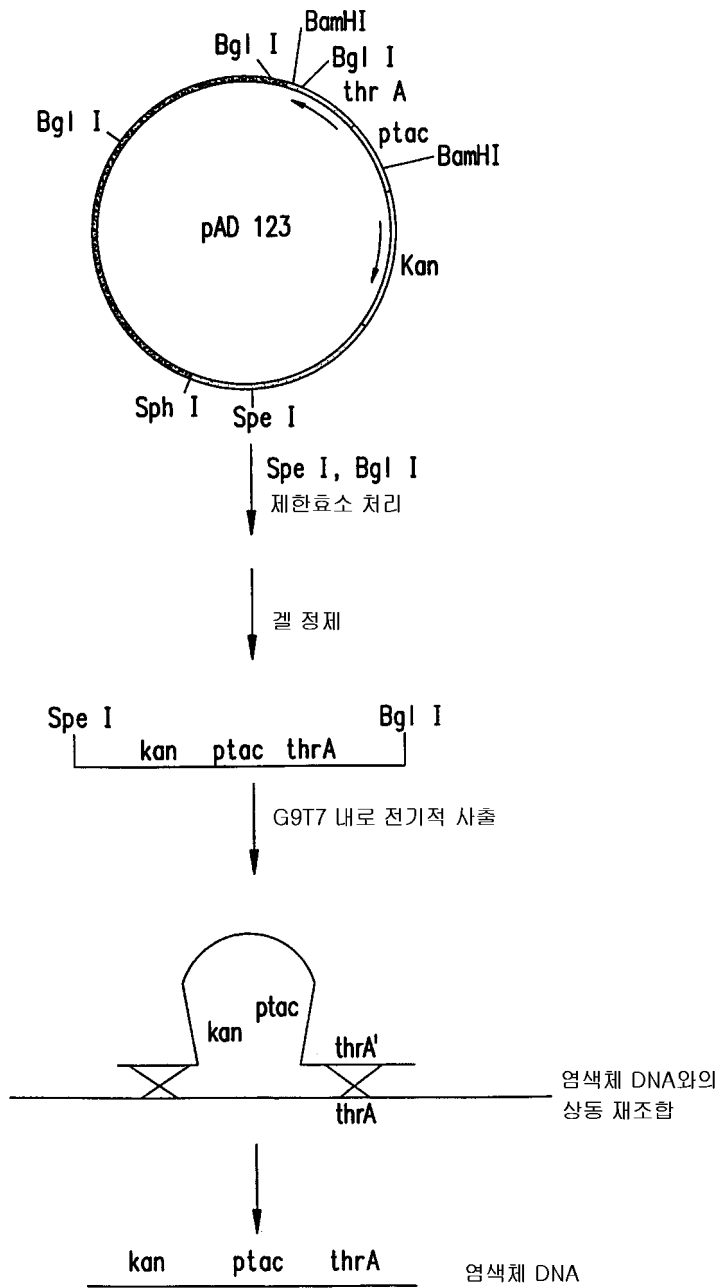 BamHI
Bgl I
Bgl I
thr A
Bgl I
ptac
BamHI
pAD 123
Kan
Sph I
Spe I
Spe I, Bgl I
제한효소 처리
겔 정제
Spe I
Bgl I
kan ptac thrA
G9T7 내로 전기적 사출
kan ptac
thrA'
염색체 DNA와의
상동 재조합
thrA
kan ptac thrA
염색체 DNA